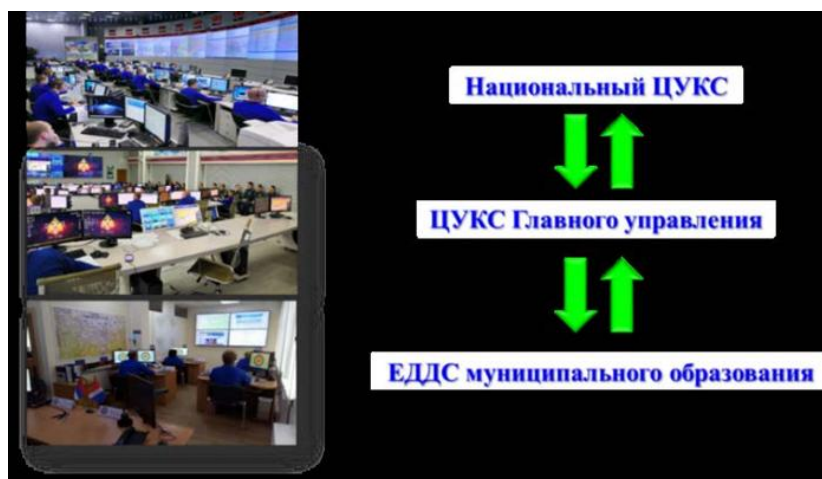 Национальный ЦУКС
ЦУКС Главного управления
ЕДДС муниципального образования